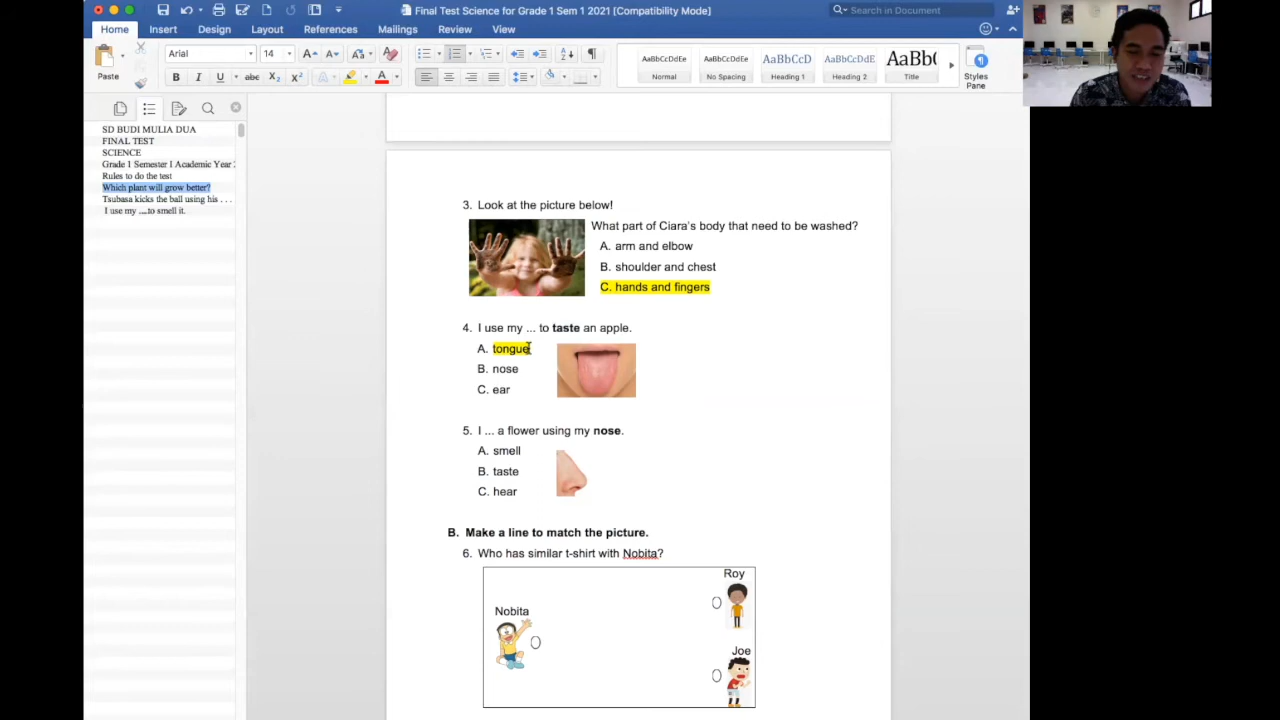 Final Test Science for Grade 1 Sem 1 2021 [Compatibility Mode]
Search in Document
Home Insert Design Layout References Mailings Review View
Paste
Arial 14
AaBbCcDdEe AaBbCcDdEe AaBbCcD AaBbCcDdE AaBb(
Normal No Spacing Heading 1 Heading 2 Title
Styles
Pane
SD BUDI MULIA DUA
FINAL TEST
SCIENCE
Grade 1 Semester I Academic Year
Rules to do the test
Which plant will grow better?
Tsubasa kicks the ball using his . . .
I use my ....to smell it.
3. Look at the picture below!
What part of Ciara's body that need to be washed?
A. arm and elbow
B. shoulder and chest
C. hands and fingers
4. I use my ... to taste an apple.
A. tongue
B. nose
C. ear
5. I ... a flower using my nose.
A. smell
B. taste
C. hear
B. Make a line to match the picture.
6. Who has similar t-shirt with Nobita?
Roy
Nobita
Joe